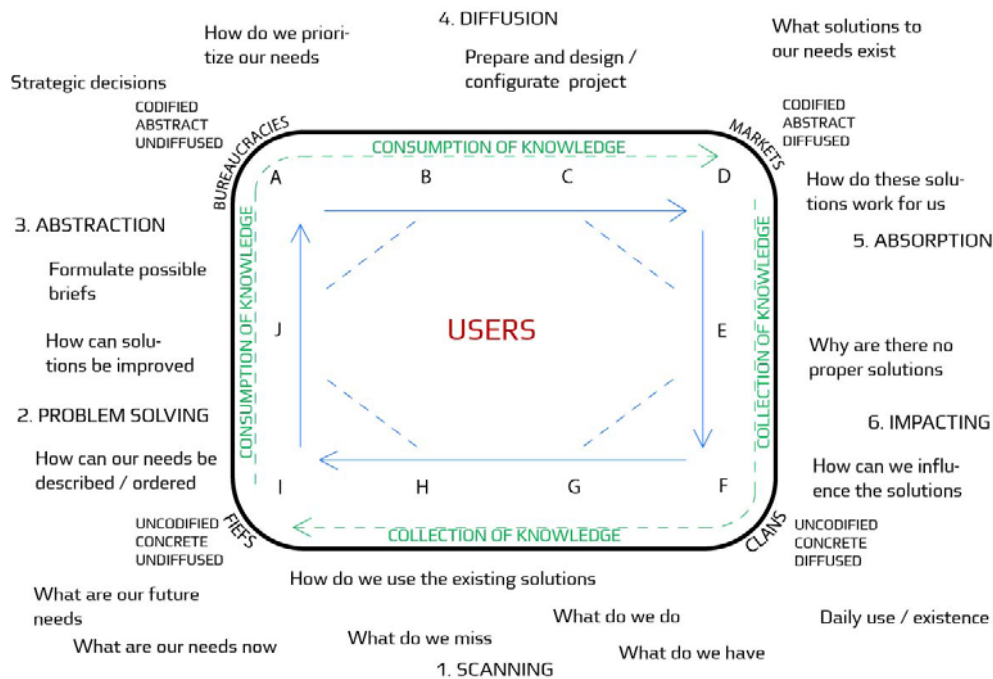 4. DIFFUSION
How do we priori-
tize our needs
What solutions to
our needs exist
Prepare and design /
configurate project
Strategic decisions
CODIFIED
ABSTRACT
UNDIFFUSED
BUREAUCRACIES
MARKETS
CODIFIED
ABSTRACT
DIFFUSED
CONSUMPTION OF KNOWLEDGE
A
B
C
D
How do these solu-
tions work for us
3. ABSTRACTION
5. ABSORPTION
Formulate possible
briefs
CONSUMPTION OF KNOWLEDGE
J
USERS
E
COLLECTION OF KNOWLEDGE
How can solu-
tions be improved
Why are there no
proper solutions
2. PROBLEM SOLVING
6. IMPACTING
How can our needs be
described / ordered
How can we influ-
ence the solutions
I
H
G
F
FIEFS
CLANS
UNCODIFIED
CONCRETE
UNDIFFUSED
COLLECTION OF KNOWLEDGE
UNCODIFIED
CONCRETE
DIFFUSED
How do we use the existing solutions
What are our future
needs
What do we do
Daily use / existence
What are our needs now
What do we miss
What do we have
1. SCANNING